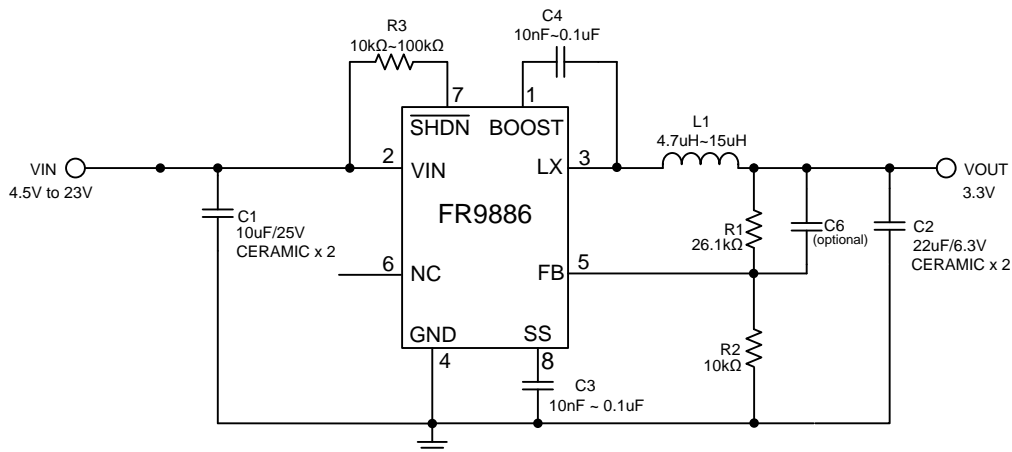 C4
10nF~0.1uF
R3
10kΩ~100kΩ
7
1
SHDN
BOOST
L1
4.7uH~15uH
VIN
4.5V to 23V
2
VIN
LX
3
VOUT
3.3V
C1
10uF/25V
CERAMIC x 2
FR9886
R1
26.1kΩ
C6
(optional)
C2
22uF/6.3V
CERAMIC x 2
6
NC
FB
5
GND
SS
4
8
R2
10kΩ
C3
10nF ~ 0.1uF